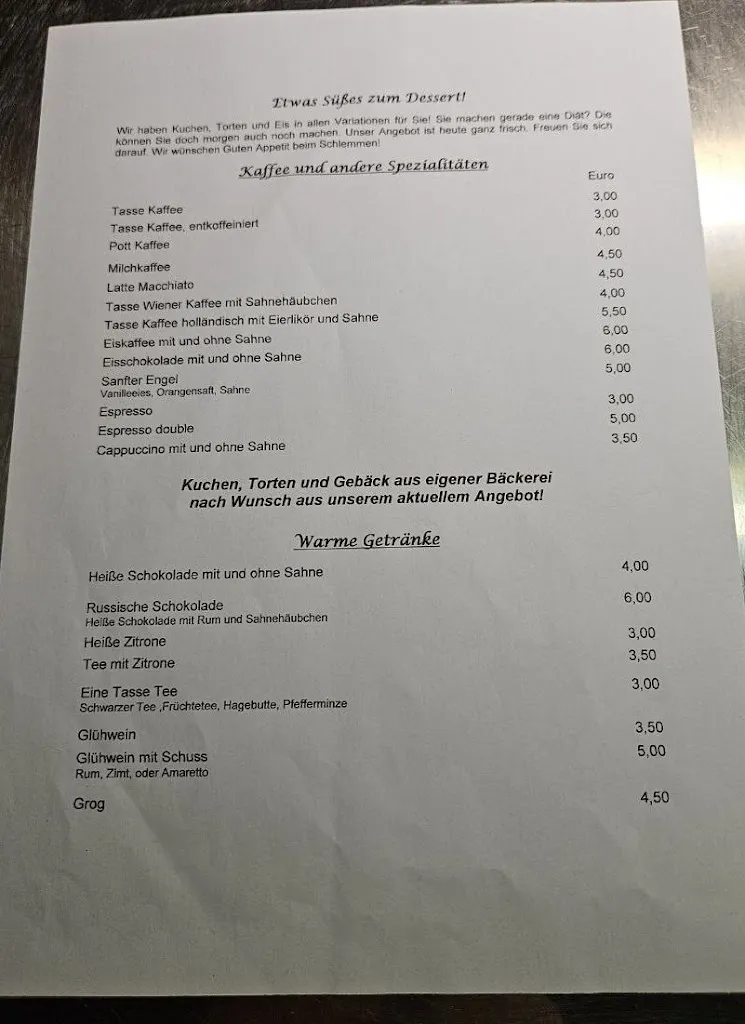 Etwas Süßes zum Dessert!
Wir haben Kuchen, Torten und Eis in allen Variationen für Sie! Sie machen gerade eine Diät? Die
können Sie doch morgen auch noch machen. Unser Angebot ist heute ganz frisch. Freuen Sie sich
darauf. Wir wünschen Guten Appetit beim Schlemmen!
Kaffee und andere Spezialitäten
Euro
Tasse Kaffee 3,00
Tasse Kaffee, entkoffeiniert 3,00
Pott Kaffee 4,00
Milchkaffee 4,50
Latte Macchiato 4,50
Tasse Wiener Kaffee mit Sahnehäubchen 4,00
Tasse Kaffee holländisch mit Eierlikör und Sahne 5,50
Eiskaffee mit und ohne Sahne 6,00
Eisschokolade mit und ohne Sahne 6,00
Sanfter Engel 5,00
Vanilleeies, Orangensaft, Sahne
Espresso 3,00
Espresso double 5,00
Cappuccino mit und ohne Sahne 3,50
Kuchen, Torten und Gebäck aus eigener Bäckerei
nach Wunsch aus unserem aktuellem Angebot!
Warme Getränke
Heiße Schokolade mit und ohne Sahne 4,00
Russische Schokolade 6,00
Heiße Schokolade mit Rum und Sahnehäubchen
Heiße Zitrone 3,00
Tee mit Zitrone 3,50
Eine Tasse Tee 3,00
Schwarzer Tee ,Früchtetee, Hagebutte, Pfefferminze
Glühwein 3,50
Glühwein mit Schuss 5,00
Rum, Zimt, oder Amaretto
Grog 4,50